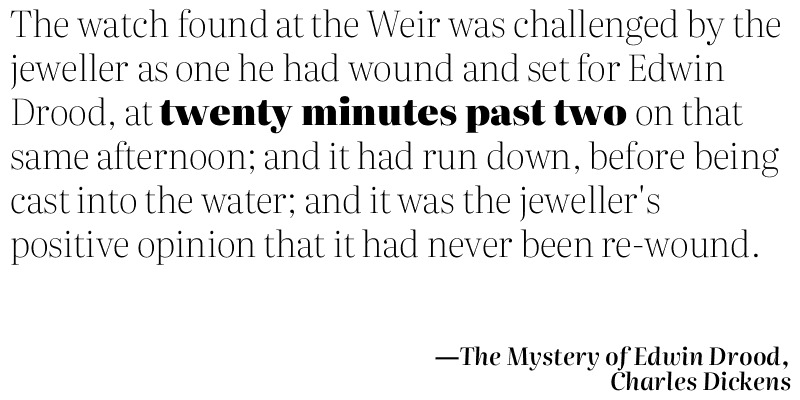 The watch found at the Weir was challenged by the
jeweller as one he had wound and set for Edwin
Drood, at twenty minutes past two on that
same afternoon; and it had run down, before being
cast into the water; and it was the jeweller's
positive opinion that it had never been re-wound.
—The Mystery of Edwin Drood,
Charles Dickens